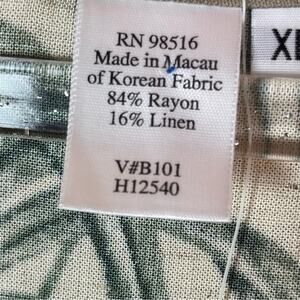 RN 98516
Made in Macau
of Korean Fabric
84% Rayon
16% Linen
V#B101
H12540